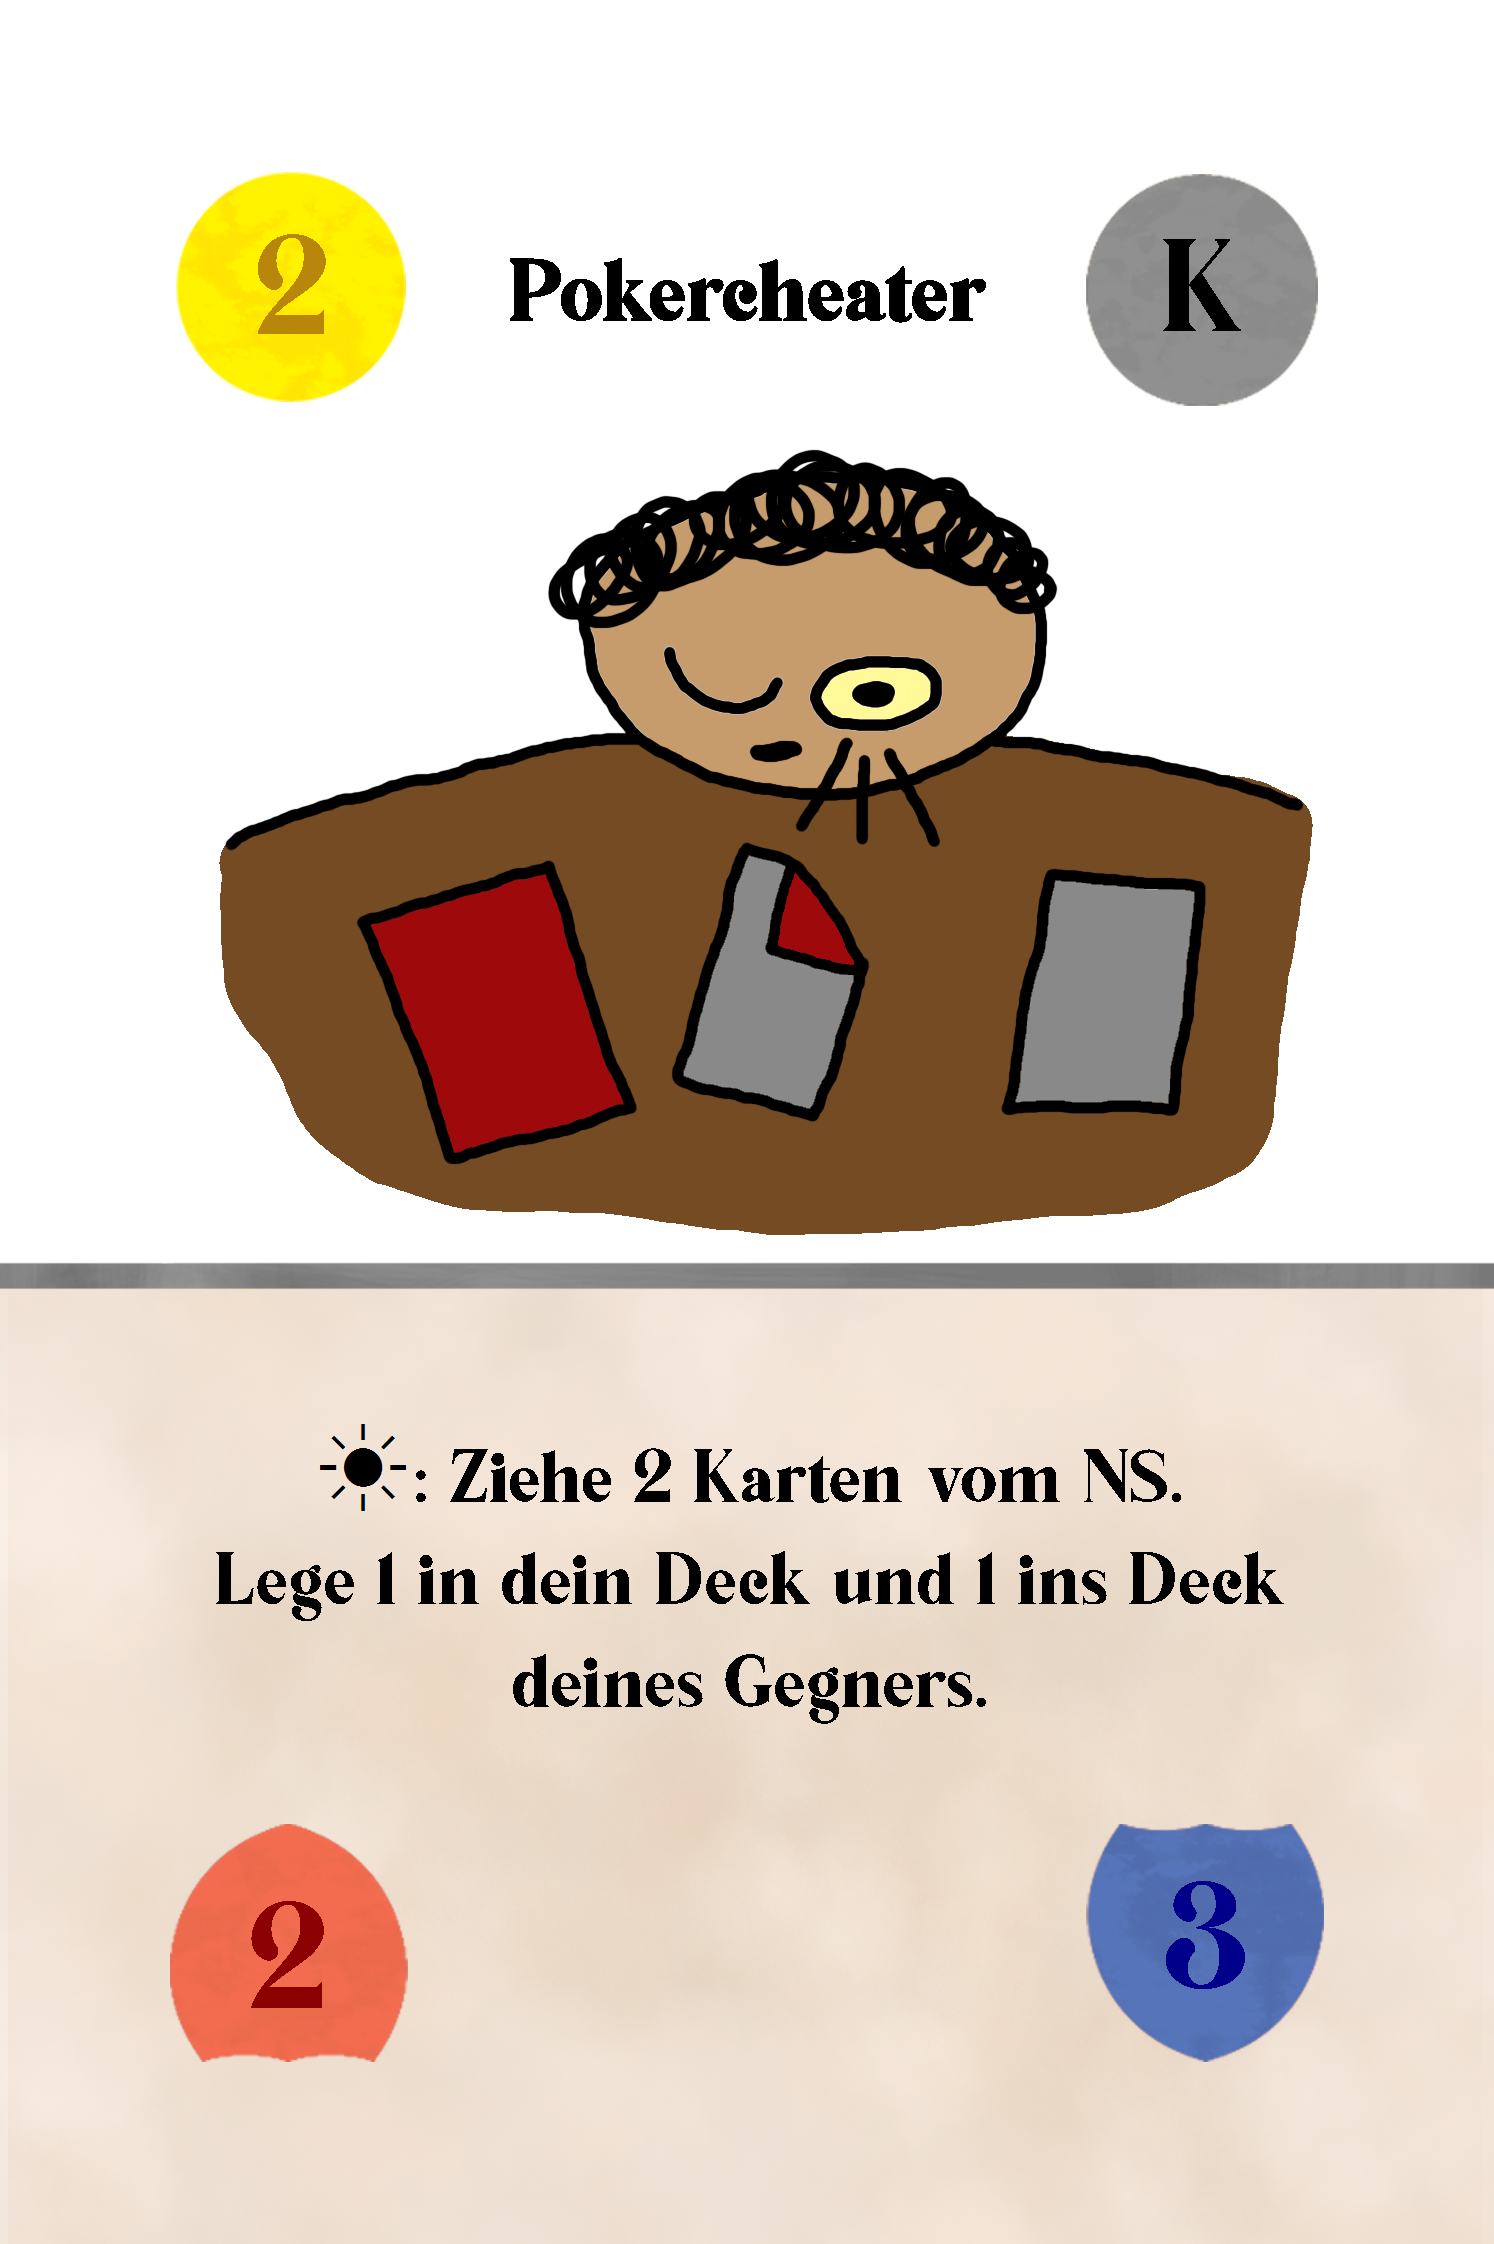 2 Pokercheater K
☀: Ziehe 2 Karten vom NS.
Lege 1 in dein Deck und 1 ins Deck
deines Gegners.
2 3